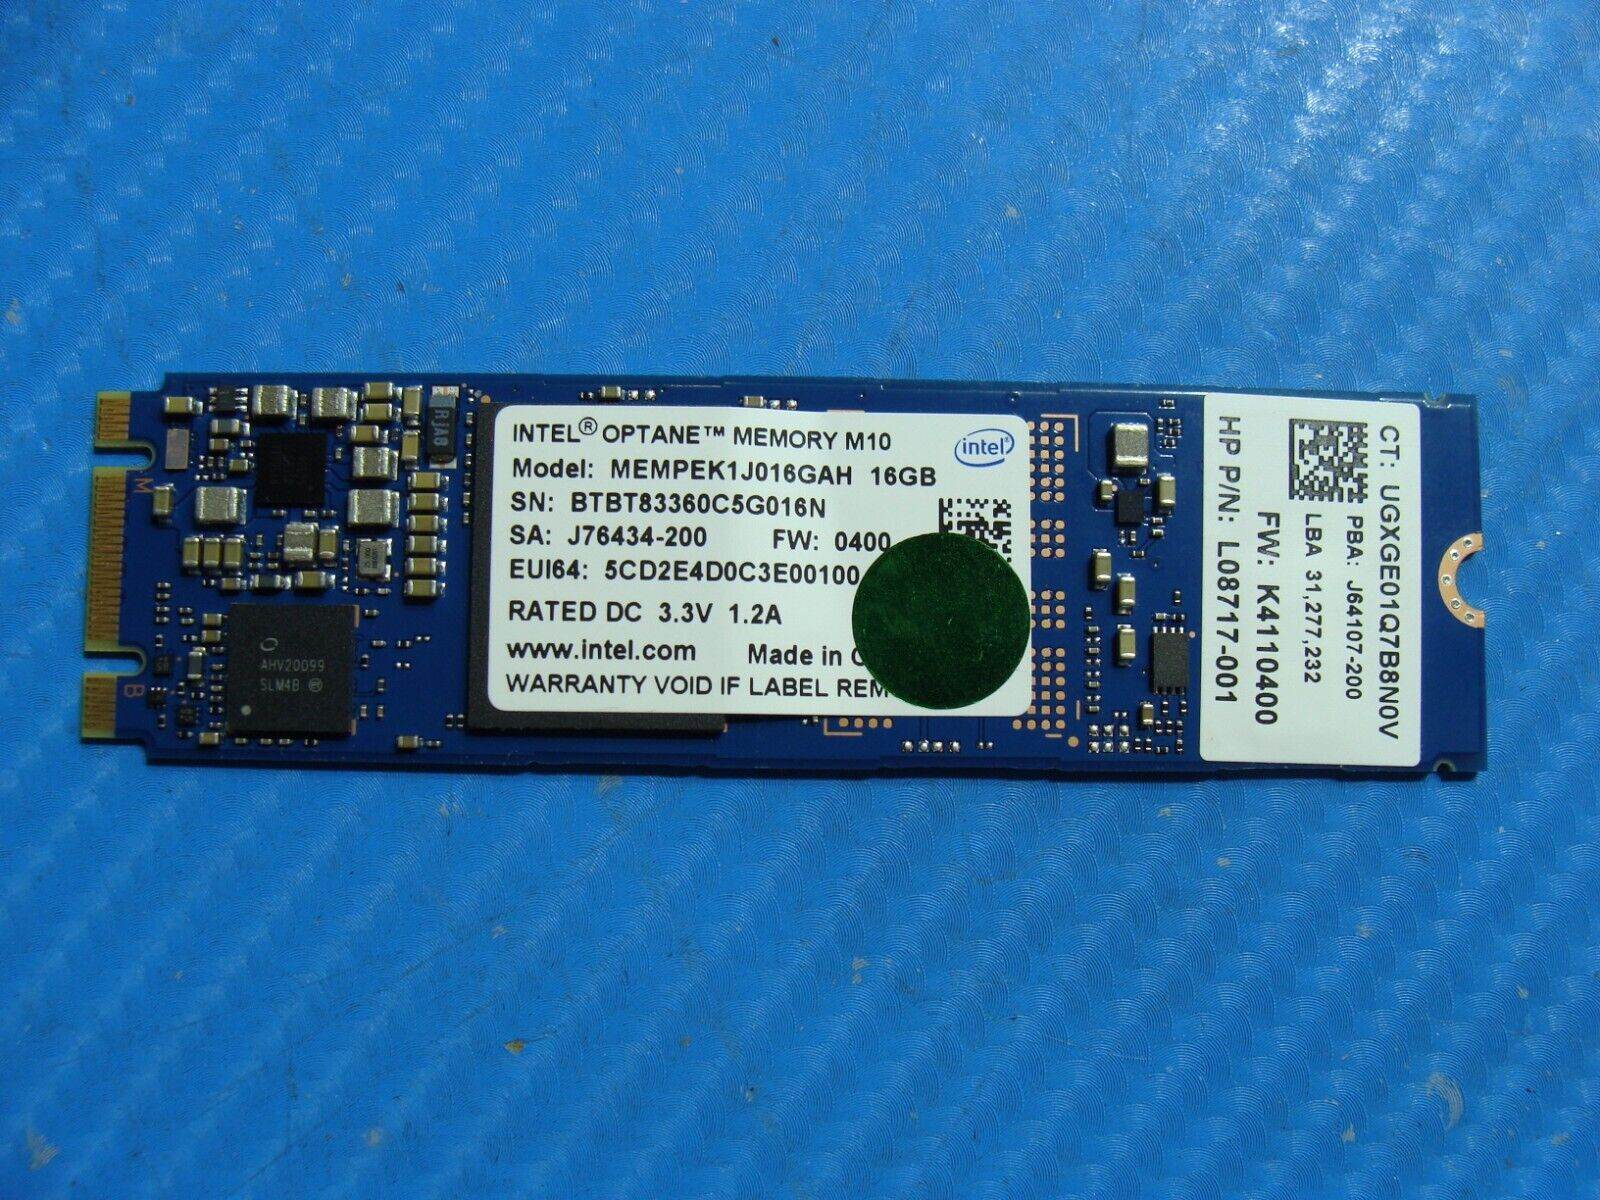 INTEL® OPTANE™ MEMORY M10
intel®
Model: MEMPEK1J016GAH 16GB
SN: BTBT83360C5G016N
SA: J76434-200 FW: 0400
EUI64: 5CD2E4D0C3E00100
RATED DC 3.3V 1.2A
www.intel.com Made in
WARRANTY VOID IF LABEL
CT: UGXGE01Q7B8N0V
PBA: J64107-200
LBA 31,277,232
FW: K4110400
HP P/N: L08717-001
AHV20099
SLM4B
RJA8
M
B